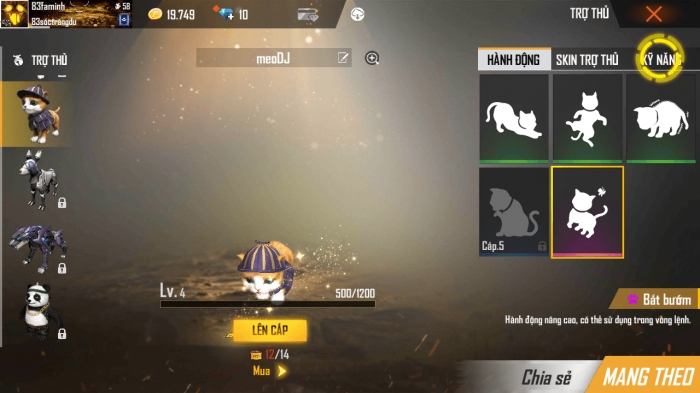 B3faminh
58
B3sóctrăngdu
19.749
10
TRỢ THỦ
TRỢ THỦ
meoDJ
HÀNH ĐỘNG
SKIN TRỢ THỦ
KỸ NĂNG
Cấp.5
Lv.4
500/1200
LÊN CẤP
12/14
Mua
Bắt bướm
Hành động nâng cao, có thể sử dụng trong vòng lệnh.
Chia sẻ
MANG THEO